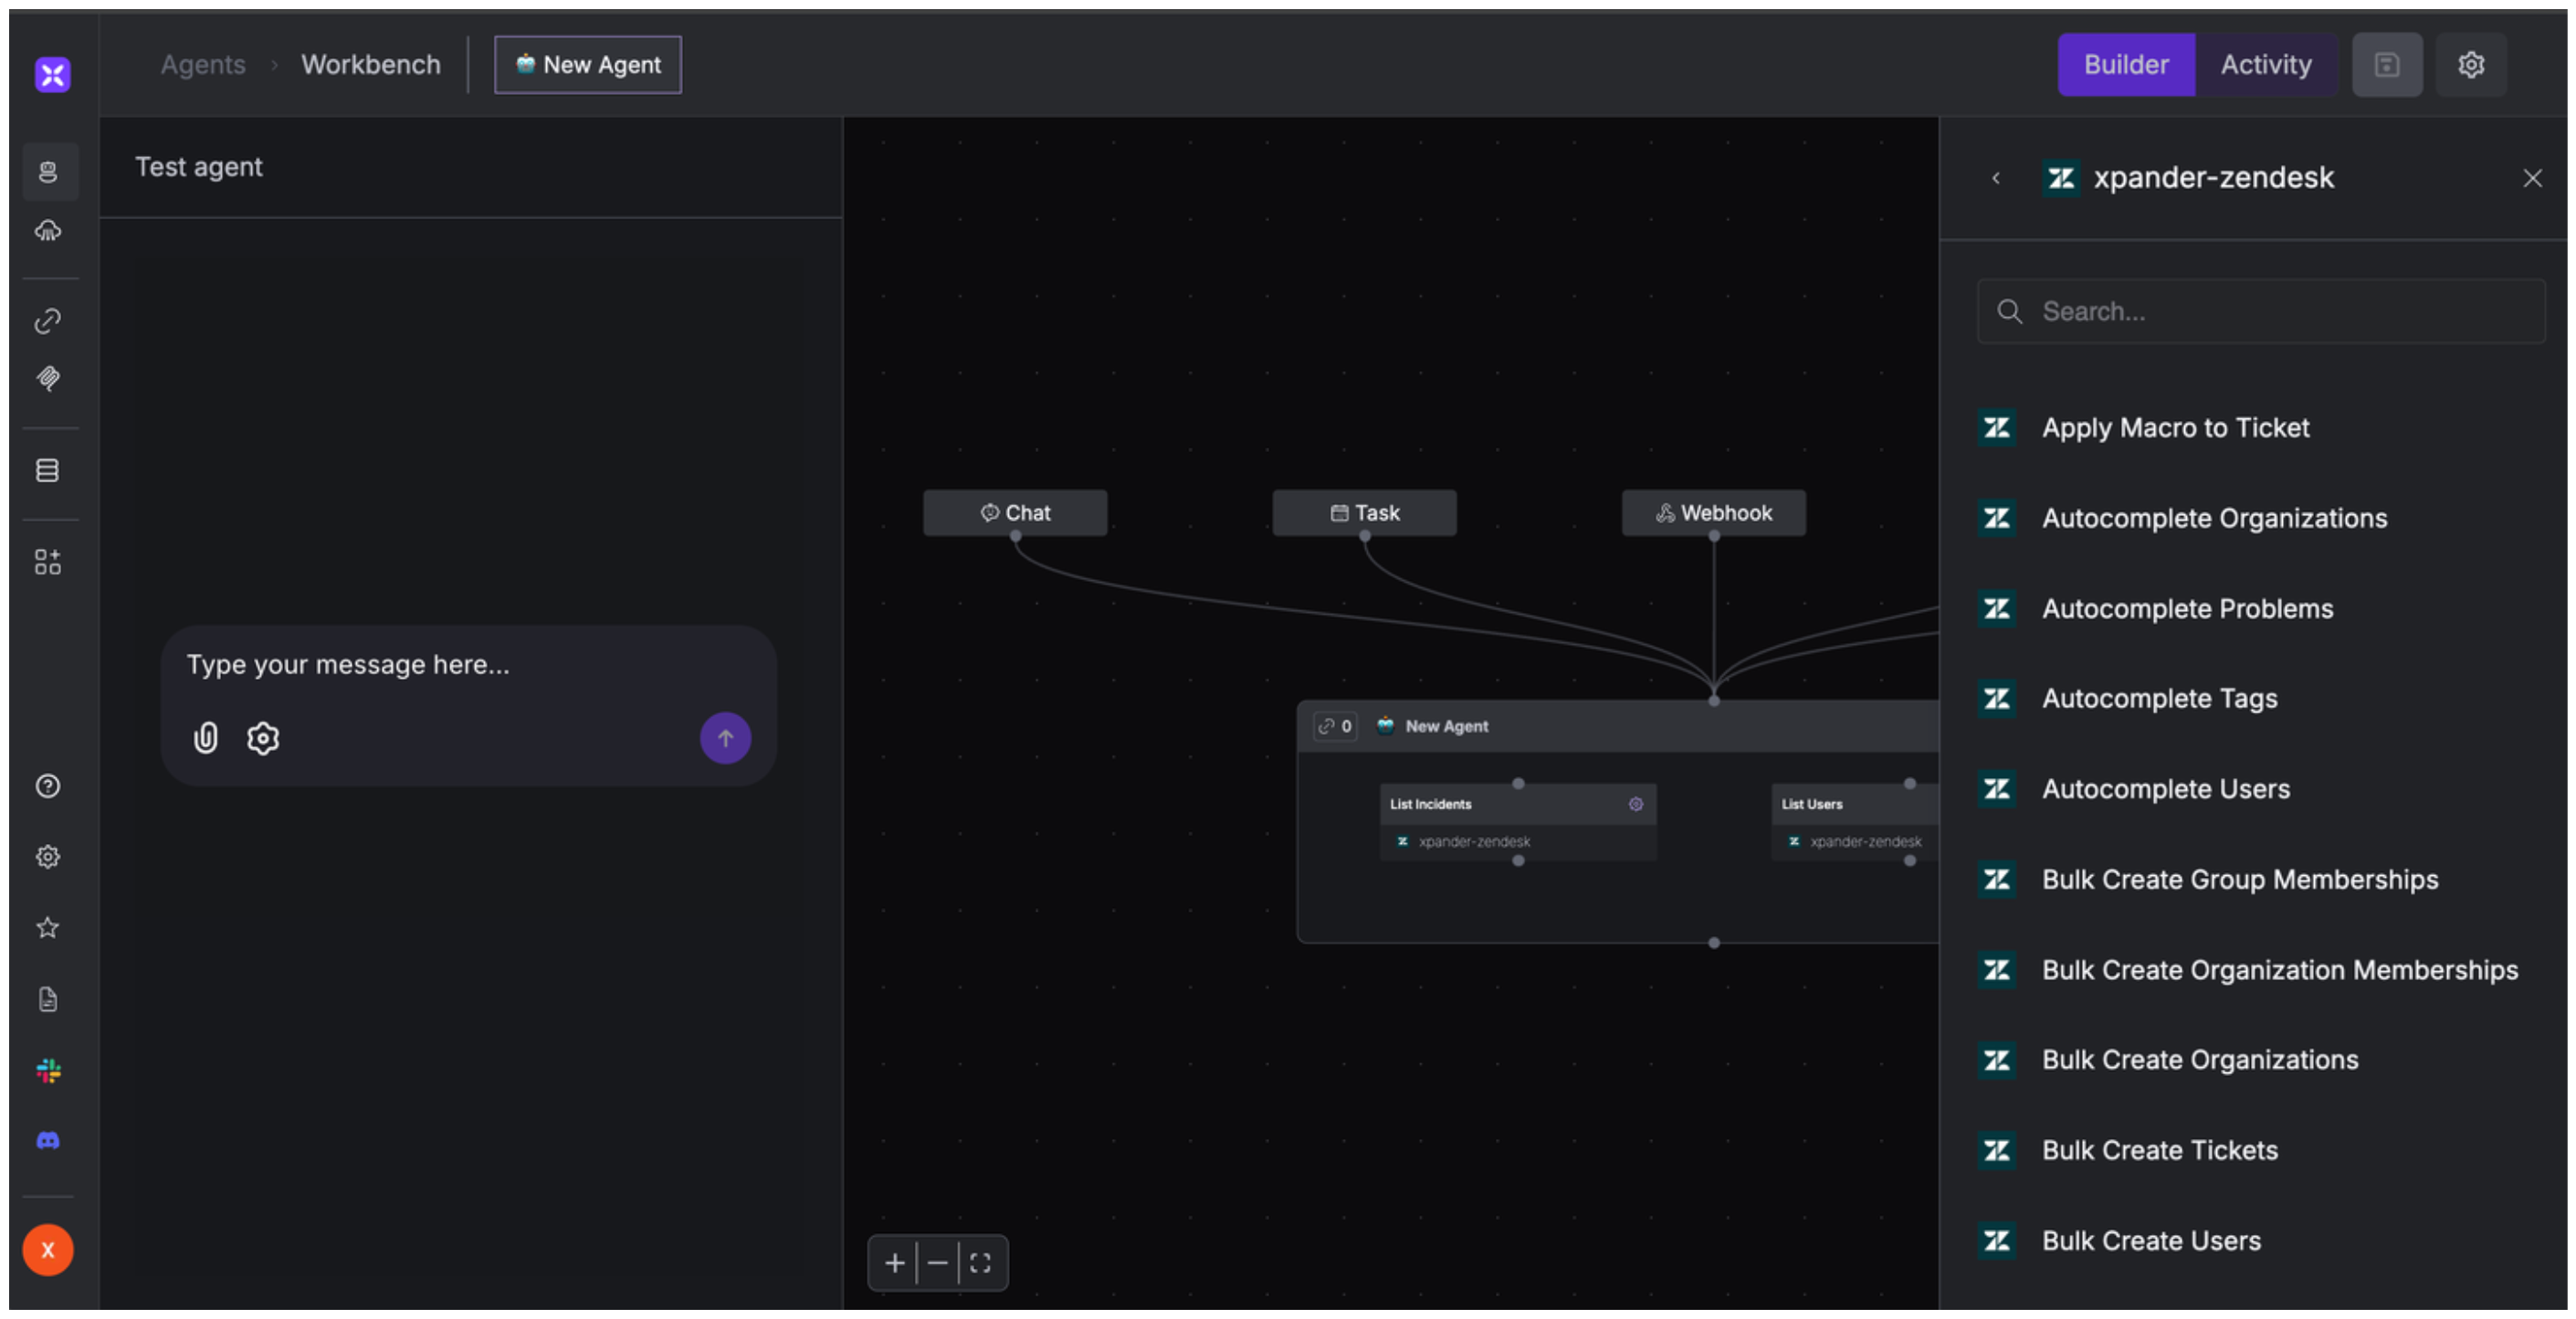 Agents › Workbench
New Agent
Builder
Activity
Test agent
Type your message here...
X
Chat
Task
Webhook
0
New Agent
List Incidents
xpander-zendesk
List Users
xpander-zendesk
xpander-zendesk
Search...
Apply Macro to Ticket
Autocomplete Organizations
Autocomplete Problems
Autocomplete Tags
Autocomplete Users
Bulk Create Group Memberships
Bulk Create Organization Memberships
Bulk Create Organizations
Bulk Create Tickets
Bulk Create Users